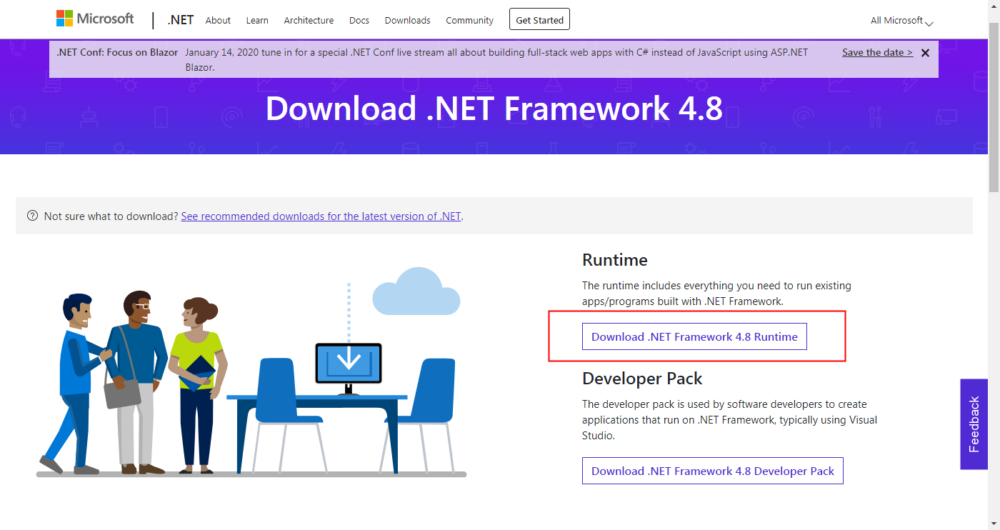 Microsoft
.NET About Learn Architecture Docs Downloads Community Get Started All Microsoft
.NET Conf: Focus on Blazor January 14, 2020 tune in for a special .NET Conf live stream all about building full-stack web apps with C# instead of JavaScript using ASP.NET Save the date >
Blazor.
Download .NET Framework 4.8
Not sure what to download? See recommended downloads for the latest version of .NET.
Runtime
The runtime includes everything you need to run existing
apps/programs built with .NET Framework.
Download .NET Framework 4.8 Runtime
Developer Pack
The developer pack is used by software developers to create
applications that run on .NET Framework, typically using Visual
Studio.
Download .NET Framework 4.8 Developer Pack
Feedback